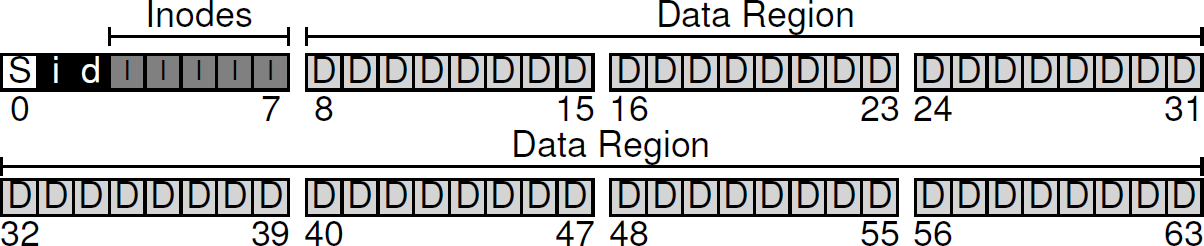 Inodes Data Region
S i d I I I I I D D D D D D D D D D D D D D D D D D D D D D D D
0 7 8 15 16 23 24 31
Data Region
D D D D D D D D D D D D D D D D D D D D D D D D D D D D D D D D
32 39 40 47 48 55 56 63